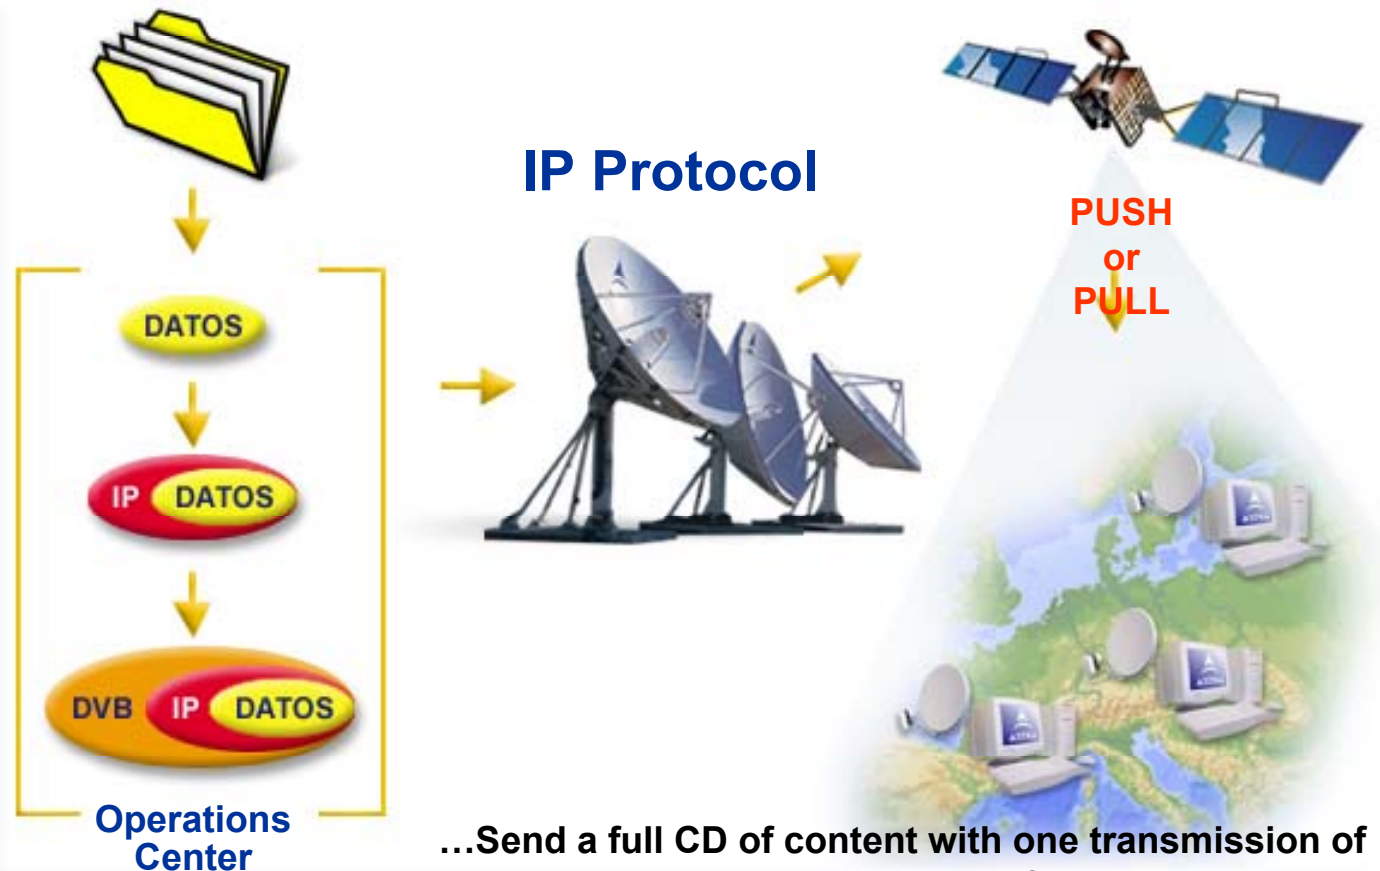 IP Protocol
PUSH
or
PULL
DATOS
IP DATOS
DVB IP DATOS
Operations
Center
…Send a full CD of content with one transmission of